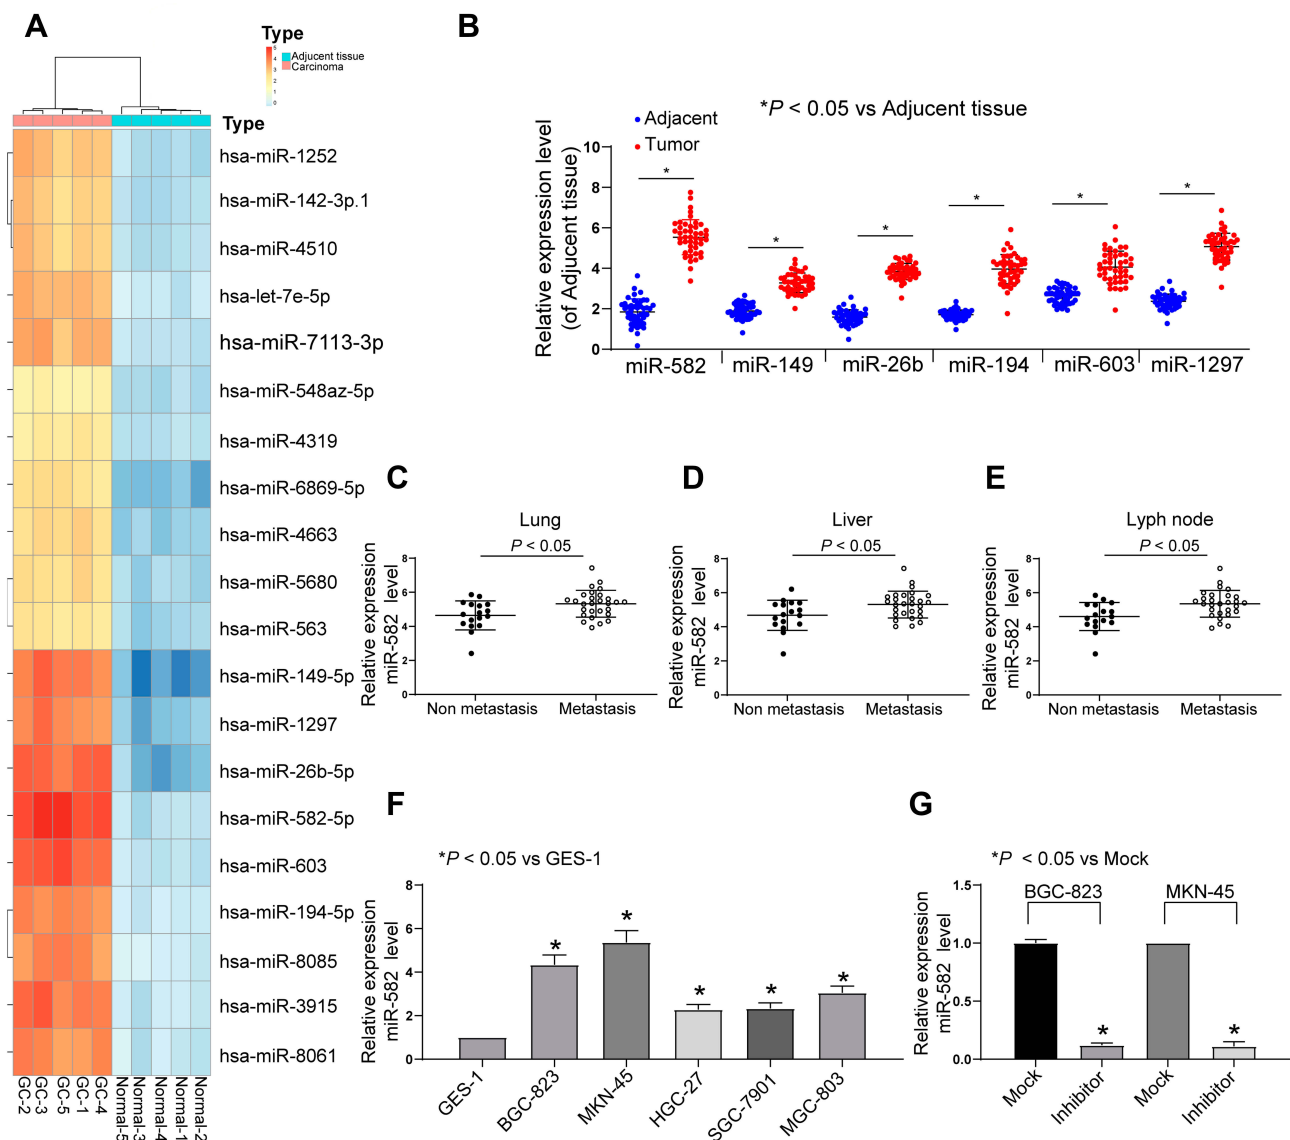 A
Type
5
4
3
2
1
0
Adjucent tissue
Carcinoma
Type
hsa-miR-1252
hsa-miR-142-3p.1
hsa-miR-4510
hsa-let-7e-5p
hsa-miR-7113-3p
hsa-miR-548az-5p
hsa-miR-4319
hsa-miR-6869-5p
hsa-miR-4663
hsa-miR-5680
hsa-miR-563
hsa-miR-149-5p
hsa-miR-1297
hsa-miR-26b-5p
hsa-miR-582-5p
hsa-miR-603
hsa-miR-194-5p
hsa-miR-8085
hsa-miR-3915
hsa-miR-8061
GC-2
GC-3
GC-5
GC-1
GC-4
Normal-5
Normal-3
Normal-4
Normal-1
Normal-2
B
*P < 0.05 vs Adjucent tissue
Adjacent
Tumor
Relative expression level
(of Adjucent tissue)
10
8
6
4
2
0
* * * * * *
miR-582 miR-149 miR-26b miR-194 miR-603 miR-1297
C
Lung
P < 0.05
Relative expression
miR-582 level
8
6
4
2
0
Non metastasis Metastasis
D
Liver
P < 0.05
Relative expression
miR-582 level
8
6
4
2
0
Non metastasis Metastasis
E
Lyph node
P < 0.05
Relative expression
miR-582 level
8
6
4
2
0
Non metastasis Metastasis
F
*P < 0.05 vs GES-1
Relative expression
miR-582 level
8
6
4
2
0
* * * * *
GES-1
BGC-823
MKN-45
HGC-27
SGC-7901
MGC-803
G
*P < 0.05 vs Mock
BGC-823 MKN-45
Relative expression
miR-582 level
1.5
1.0
0.5
0.0
* *
Mock
Inhibitor
Mock
Inhibitor